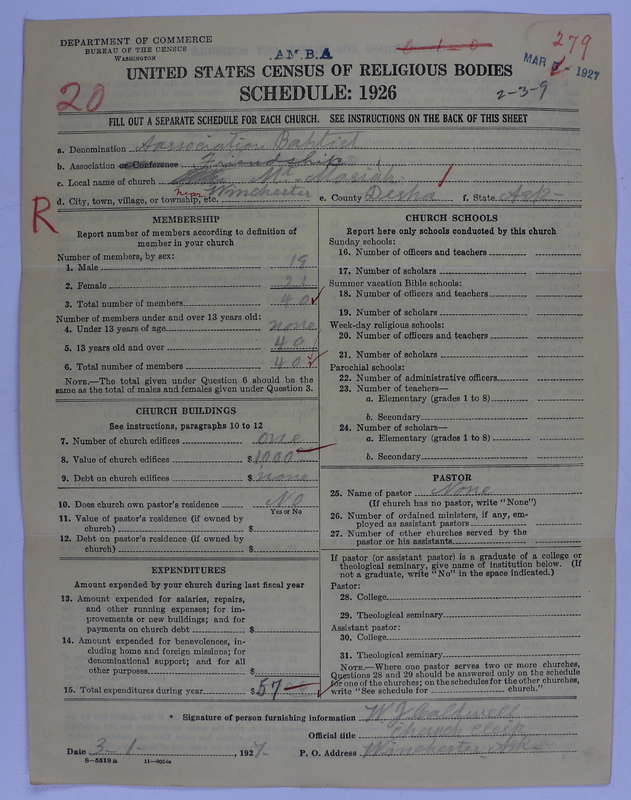 DEPARTMENT OF COMMERCE
BUREAU OF THE CENSUS
WASHINGTON
AM. B. A
279
MAR 1927
20
UNITED STATES CENSUS OF RELIGIOUS BODIES
SCHEDULE: 1926
2-3-9
FILL OUT A SEPARATE SCHEDULE FOR EACH CHURCH. SEE INSTRUCTIONS ON THE BACK OF THIS SHEET
a. Denomination Association Baptist
b. Association or Conference Friendship
c. Local name of church Mt. Moriah
d. City, town, village, or township, etc. near Winchester e. County Desha f. State Ark-
R
MEMBERSHIP
Report number of members according to definition of
member in your church
Number of members, by sex:
1. Male 19
2. Female 21
3. Total number of members 40
Number of members under and over 13 years old:
4. Under 13 years of age none
5. 13 years old and over 40
6. Total number of members 40
NOTE.—The total given under Question 6 should be the
same as the total of males and females given under Question 3.
CHURCH BUILDINGS
See instructions, paragraphs 10 to 12
7. Number of church edifices one
8. Value of church edifices $1000
9. Debt on church edifices $none
10. Does church own pastor's residence No
Yes or No
11. Value of pastor's residence (if owned by
church) $
12. Debt on pastor's residence (if owned by
church) $
EXPENDITURES
Amount expended by your church during last fiscal year
13. Amount expended for salaries, repairs,
and other running expenses; for im-
provements or new buildings; and for
payments on church debt $
14. Amount expended for benevolences, in-
cluding home and foreign missions; for
denominational support; and for all
other purposes $
15. Total expenditures during year $57
CHURCH SCHOOLS
Report here only schools conducted by this church
Sunday schools:
16. Number of officers and teachers
17. Number of scholars
Summer vacation Bible schools:
18. Number of officers and teachers
19. Number of scholars
Week-day religious schools:
20. Number of officers and teachers
21. Number of scholars
Parochial schools:
22. Number of administrative officers
23. Number of teachers—
a. Elementary (grades 1 to 8)
b. Secondary
24. Number of scholars—
a. Elementary (grades 1 to 8)
b. Secondary
PASTOR
25. Name of pastor None
(If church has no pastor, write "None")
26. Number of ordained ministers, if any, em-
ployed as assistant pastors
27. Number of other churches served by the
pastor or his assistants
If pastor (or assistant pastor) is a graduate of a college or
theological seminary, give name of institution below. (If
not a graduate, write "No" in the space indicated.)
Pastor:
28. College
29. Theological seminary
Assistant pastor:
30. College
31. Theological seminary
NOTE.—Where one pastor serves two or more churches,
Questions 28 and 29 should be answered only on the schedule
for one of the churches; on the schedules for the other churches,
write "See schedule for church."
* Signature of person furnishing information W. J. Caldwell
Official title Church Clerk
Date 3-1-, 1927 P. O. Address Winchester, Ark
8-5518 a 11-9054a